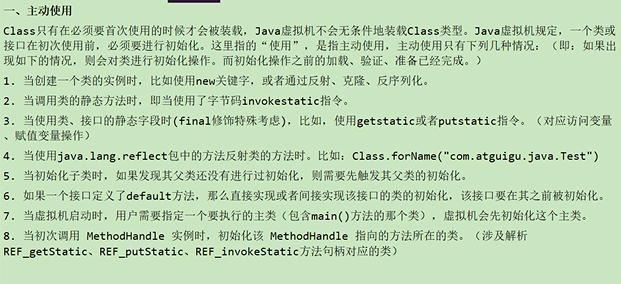 一、主动使用
Class只有在必须要首次使用的时候才会被装载，Java虚拟机不会无条件地装载Class类型。Java虚拟机规定，一个类或
接口在初次使用前，必须要进行初始化。这里指的“使用”，是指主动使用，主动使用只有下列几种情况：（即：如果出
现如下的情况，则会对类进行初始化操作。而初始化操作之前的加载、验证、准备已经完成。）
1. 当创建一个类的实例时，比如使用new关键字，或者通过反射、克隆、反序列化。
2. 当调用类的静态方法时，即当使用了字节码invokestatic指令。
3. 当使用类、接口的静态字段时(final修饰特殊考虑)，比如，使用getstatic或者putstatic指令。（对应访问变量
、赋值变量操作）
4. 当使用java.lang.reflect包中的方法反射类的方法时。比如：Class.forName("com.atguigu.java.Test")
5. 当初始化子类时，如果发现其父类还没有进行过初始化，则需要先触发其父类的初始化。
6. 如果一个接口定义了default方法，那么直接实现或者间接实现该接口的类的初始化，该接口要在其之前被初始化。
7. 当虚拟机启动时，用户需要指定一个要执行的主类（包含main()方法的那个类），虚拟机会先初始化这个主类。
8. 当初次调用 MethodHandle 实例时，初始化该 MethodHandle 指向的方法所在的类。（涉及解析
REF_getStatic、REF_putStatic、REF_invokeStatic方法句柄对应的类）